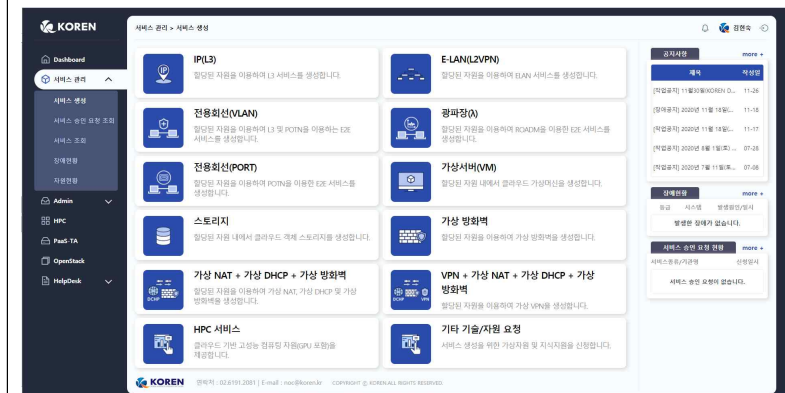 KOREN
서비스 관리 > 서비스 생성
김현숙
Dashboard
서비스 관리
서비스 생성
서비스 승인 요청 조회
서비스 조회
장애현황
자원현황
Admin
HPC
PaaS-TA
OpenStack
HelpDesk
IP(L3)
할당된 자원을 이용하여 L3 서비스를 생성합니다.
E-LAN(L2VPN)
할당된 자원을 이용하여 ELAN 서비스를 생성합니다.
전용회선(VLAN)
할당된 자원을 이용하여 L3 및 POTN을 이용하는 E2E
서비스를 생성합니다.
광파장(λ)
할당된 자원을 이용하여 ROADM을 이용한 E2E 서비스를
생성합니다.
전용회선(PORT)
할당된 자원을 이용하여 POTN을 이용한 E2E 서비스를
생성합니다.
가상서버(VM)
할당된 자원 내에서 클라우드 가상머신을 생성합니다.
스토리지
할당된 자원 내에서 클라우드 객체 스토리지를 생성합니다.
가상 방화벽
할당된 자원을 이용하여 가상 방화벽을 생성합니다.
가상 NAT + 가상 DHCP + 가상 방화벽
할당된 자원을 이용하여 가상 NAT, 가상 DHCP 및 가상
방화벽을 생성합니다.
VPN + 가상 NAT + 가상 DHCP + 가상
방화벽
할당된 자원을 이용하여 가상 VPN을 생성합니다.
HPC 서비스
클라우드 기반 고성능 컴퓨팅 자원(GPU 포함)을
제공합니다.
기타 기술/자원 요청
서비스 생성을 위한 가상자원 및 지식자원을 신청합니다.
공지사항 more +
제목 작성일
[작업공지] 11월30일(KOREN D... 11-26
[장애공지] 2020년 11월 18일(... 11-18
[작업공지] 2020년 11월 18일(... 11-17
[작업공지] 2020년 8월 1일(토) ... 07-28
[작업공지] 2020년 7월 11일(토... 07-08
장애현황 more +
등급 시스템 발생원인/일시
발생한 장애가 없습니다.
서비스 승인 요청 현황 more +
서비스종류/기관명 신청일시
서비스 승인 요청이 없습니다.
KOREN 연락처 : 02.6191.2081 | E-mail : noc@koren.kr COPYRIGHT © KOREN.ALL RIGHTS RESERVED.